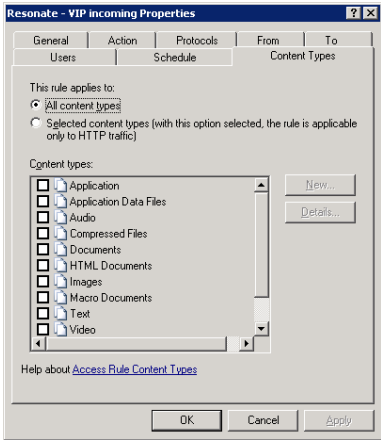 Resonate - VIP incoming Properties
General Action Protocols From To
Users Schedule Content Types
This rule applies to:
All content types
Selected content types (with this option selected, the rule is applicable
only to HTTP traffic)
Content types:
Application
Application Data Files
Audio
Compressed Files
Documents
HTML Documents
Images
Macro Documents
Text
Video
New...
Details...
Help about Access Rule Content Types
OK Cancel Apply